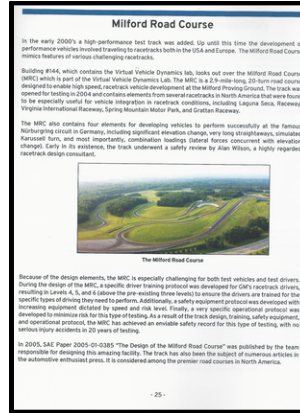 Milford Road Course
In the early 2000's a high-performance test track was added. Up until this time the development of
performance vehicles involved traveling to racetracks both in the USA and Europe. The Milford Road Course
mimics features of various challenging racetracks.
Building #144, which contains the Virtual Vehicle Dynamics lab, looks out over the Milford Road Course
(MRC) which is part of the Virtual Vehicle Dynamics Lab. The MRC is a 2.9-mile-long, 20-turn road course
designed to enable high speed, racetrack vehicle development at the Milford Proving Ground. The track was
opened for testing in 2004 and contains elements from several racetracks in North America that were found
to be especially useful for vehicle integration in racetrack conditions, including Laguna Seca, Raceway
Virginia International Raceway, Spring Mountain Motor Park, and Grattan Raceway.
The MRC also contains elements for developing vehicles to perform successfully at the famous
Nürburgring circuit in Germany, including significant elevation change, very long straightaways, simulated
Karussell turn, and most importantly, combination loadings (lateral forces concurrent with elevation
change). Early in its existence, the track underwent a safety review by Alan Wilson, a highly regarded
racetrack design consultant.
The Milford Road Course
Because of the design elements, the MRC is especially challenging for both test vehicles and test drivers.
During the design of the MRC, a specific driver training protocol was developed for GM's racetrack drivers,
resulting in Levels 4, 5, and 6 (above the pre-existing three levels) to ensure the drivers are trained for the
specific types of driving they need to perform. Additionally, a safety equipment protocol was developed with
increasing equipment dictated by speed and risk level. Finally, a very specific operational protocol was
developed to minimize risk for this type of testing. As a result of the track design, training, safety equipment,
and operational protocol, the MRC has achieved an enviable safety record for this type of testing, with no
serious injury accidents in 20 years of testing.
In 2005, SAE Paper 2005-01-0385 "The Design of the Milford Road Course" was published by the team
responsible for designing this amazing facility. The track has also been the subject of numerous articles in
the automotive enthusiast press. It is considered among the premier road courses in North America.
- 25 -